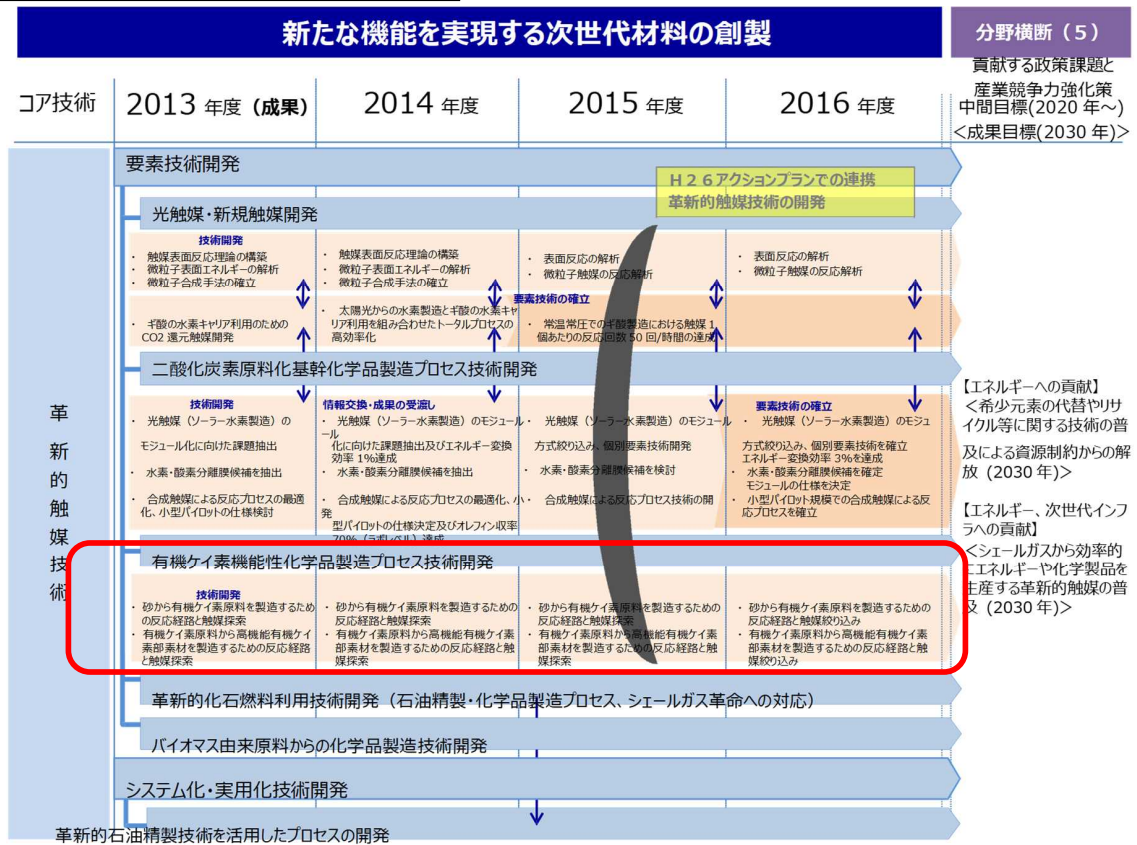 新たな機能を実現する次世代材料の創製
分野横断（５）
コア技術
2013 年度（成果）
2014 年度
2015 年度
2016 年度
貢献する政策課題と
産業競争力強化策
中間目標(2020 年～)
<成果目標(2030 年)>
革新的触媒技術
要素技術開発
Ｈ２６アクションプランでの連携
革新的触媒技術の開発
光触媒・新規触媒開発
技術開発
・ 触媒表面反応理論の構築
・ 微粒子表面エネルギーの解析
・ 微粒子合成手法の確立
・ 触媒表面反応理論の構築
・ 微粒子表面エネルギーの解析
・ 微粒子合成手法の確立
・ 表面反応の解析
・ 微粒子触媒の反応解析
・ 表面反応の解析
・ 微粒子触媒の反応解析
・ ギ酸の水素キャリア利用のための
CO2 還元触媒開発
・ 太陽光からの水素製造とギ酸の水素キャ
リア利用を組み合わせたトータルプロセスの
高効率化
要素技術の確立
・ 常温常圧でのギ酸製造における触媒 1
個あたりの反応回数 50 回/時間の達成
二酸化炭素原料化基幹化学品製造プロセス技術開発
技術開発
・ 光触媒（ソーラー水素製造）の
モジュール化に向けた課題抽出
・ 水素・酸素分離膜候補を抽出
・ 合成触媒による反応プロセスの最適
化、小型パイロットの仕様検討
情報交換・成果の受渡し
・ 光触媒（ソーラー水素製造）のモジュール
ール
化に向けた課題抽出及びエネルギー変換
効率 1%達成
・ 水素・酸素分離膜候補を抽出
・ 合成触媒による反応プロセスの最適化、小
発
型パイロットの仕様決定及びオレフィン収率
70%（ラボレベル）達成
・ 光触媒（ソーラー水素製造）のモジュール
方式絞り込み、個別要素技術開発
・ 水素・酸素分離膜候補を検討
・ 合成触媒による反応プロセス技術の開
要素技術の確立
・ 光触媒（ソーラー水素製造）のモジュ
方式絞り込み、個別要素技術を確立
エネルギー変換効率 3%を達成
・ 水素・酸素分離膜候補を確定
モジュールの仕様を決定
・ 小型パイロット規模での合成触媒による反
応プロセスを確立
有機ケイ素機能性化学品製造プロセス技術開発
技術開発
・ 砂から有機ケイ素原料を製造するため
の反応経路と触媒探索
・ 有機ケイ素原料から高機能有機ケイ
素部素材を製造するための反応経路
と触媒探索
・ 砂から有機ケイ素原料を製造するための
反応経路と触媒探索
・ 有機ケイ素原料から高機能有機ケイ素
部素材を製造するための反応経路と触
媒探索
・ 砂から有機ケイ素原料を製造するための
反応経路と触媒探索
・ 有機ケイ素原料から高機能有機ケイ素
部素材を製造するための反応経路と触
媒探索
・ 砂から有機ケイ素原料を製造するための
反応経路と触媒絞り込み
・ 有機ケイ素原料から高機能有機ケイ素
部素材を製造するための反応経路と触
媒絞り込み
革新的化石燃料利用技術開発（石油精製・化学品製造プロセス、シェールガス革命への対応）
バイオマス由来原料からの化学品製造技術開発
システム化・実用化技術開発
革新的石油精製技術を活用したプロセスの開発
【エネルギーへの貢献】
＜希少元素の代替やリサ
イクル等に関する技術の普
及による資源制約からの解
放 (2030 年)＞
【エネルギー、次世代インフ
ラへの貢献】
＜シェールガスから効率的
にエネルギーや化学製品を
生産する革新的触媒の普
及 (2030 年)＞